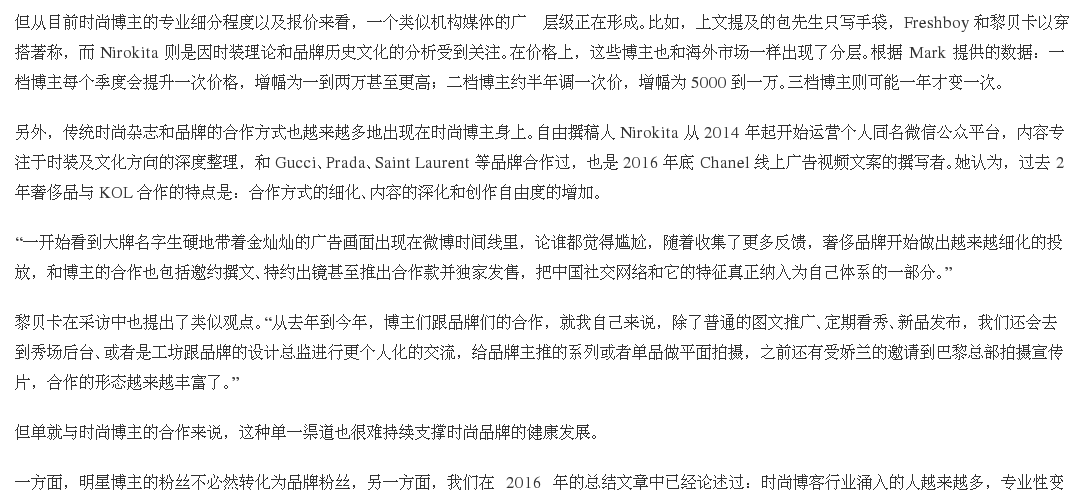 但从目前时尚博主的专业细分程度以及报价来看，一个类似机构媒体的广　层级正在形成。比如，上文提及的包先生只写手袋，Freshboy 和黎贝卡以穿
搭著称，而 Nirokita 则是因时装理论和品牌历史文化的分析受到关注。在价格上，这些博主也和海外市场一样出现了分层。根据 Mark 提供的数据：一
档博主每个季度会提升一次价格，增幅为一到两万甚至更高；二档博主约半年调一次价，增幅为 5000 到一万。三档博主则可能一年才变一次。
另外，传统时尚杂志和品牌的合作方式也越来越多地出现在时尚博主身上。自由撰稿人 Nirokita 从 2014 年起开始运营个人同名微信公众平台，内容专
注于时装及文化方向的深度整理，和 Gucci、Prada、Saint Laurent 等品牌合作过，也是 2016 年底 Chanel 线上广告视频文案的撰写者。她认为，过去 2
年奢侈品与 KOL 合作的特点是：合作方式的细化、内容的深化和创作自由度的增加。
“一开始看到大牌名字生硬地带着金灿灿的广告画面出现在微博时间线里，论谁都觉得尴尬，随着收集了更多反馈，奢侈品牌开始做出越来越细化的投
放，和博主的合作也包括邀约撰文、特约出镜甚至推出合作款并独家发售，把中国社交网络和它的特征真正纳入为自己体系的一部分。”
黎贝卡在采访中也提出了类似观点。“从去年到今年，博主们跟品牌们的合作，就我自己来说，除了普通的图文推广、定期看秀、新品发布，我们还会去
到秀场后台、或者是工坊跟品牌的设计总监进行更个人化的交流，给品牌主推的系列或者单品做平面拍摄，之前还有受娇兰的邀请到巴黎总部拍摄宣传
片，合作的形态越来越丰富了。”
但单就与时尚博主的合作来说，这种单一渠道也很难持续支撑时尚品牌的健康发展。
一方面，明星博主的粉丝不必然转化为品牌粉丝，另一方面，我们在 2016 年的总结文章中已经论述过：时尚博客行业涌入的人越来越多，专业性变